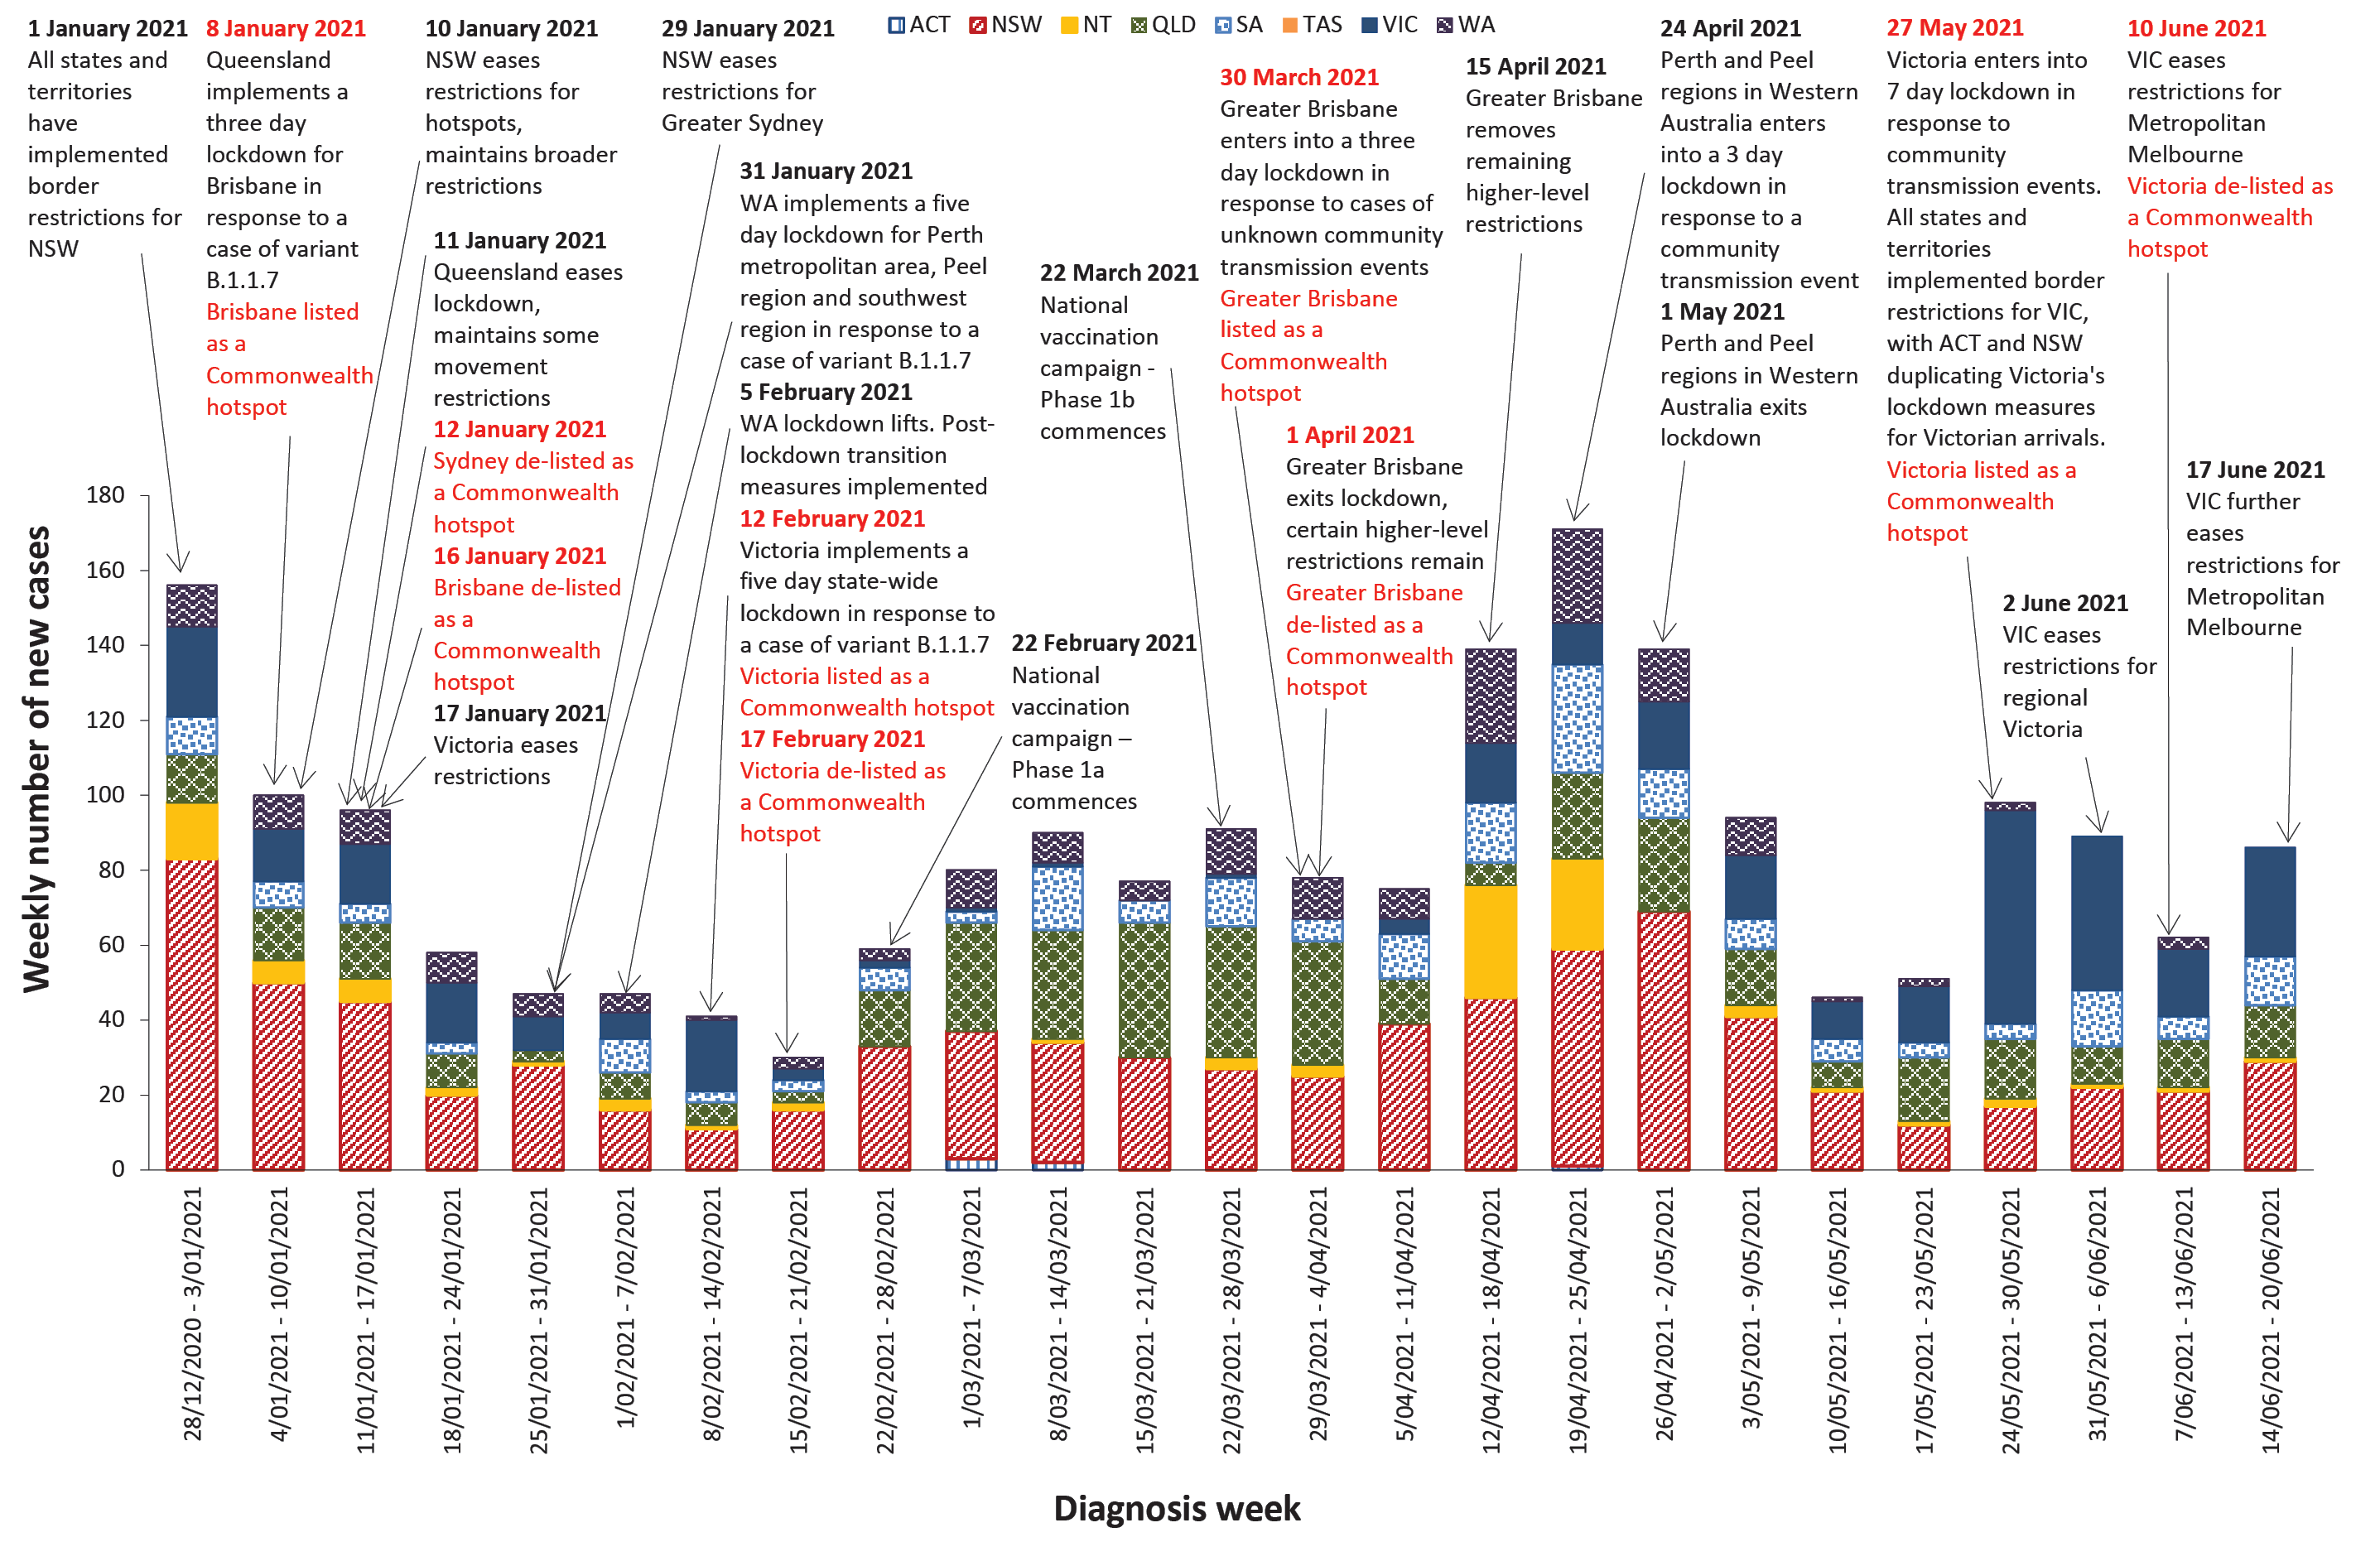 1 January 2021
All states and
territories
have
implemented
border
restrictions for
NSW
8 January 2021
Queensland
implements a
three day
lockdown for
Brisbane in
response to a
case of variant
B.1.1.7
Brisbane listed
as a
Commonwealth
hotspot
10 January 2021
NSW eases
restrictions for
hotspots,
maintains broader
restrictions
11 January 2021
Queensland eases
lockdown,
maintains some
movement
restrictions
12 January 2021
Sydney de-listed as
a Commonwealth
hotspot
16 January 2021
Brisbane de-listed
as a
Commonwealth
hotspot
17 January 2021
Victoria eases
restrictions
29 January 2021
NSW eases
restrictions for
Greater Sydney
31 January 2021
WA implements a five
day lockdown for Perth
metropolitan area, Peel
region and southwest
region in response to a
case of variant B.1.1.7
5 February 2021
WA lockdown lifts. Post-
lockdown transition
measures implemented
12 February 2021
Victoria implements a
five day state-wide
lockdown in response to
a case of variant B.1.1.7
Victoria listed as a
Commonwealth hotspot
17 February 2021
Victoria de-listed as
a Commonwealth
hotspot
ACT NSW NT QLD SA TAS VIC WA
22 February 2021
National
vaccination
campaign –
Phase 1a
commences
22 March 2021
National
vaccination
campaign -
Phase 1b
commences
30 March 2021
Greater Brisbane
enters into a three
day lockdown in
response to cases of
unknown community
transmission events
Greater Brisbane
listed as a
Commonwealth
hotspot
1 April 2021
Greater Brisbane
exits lockdown,
certain higher-level
restrictions remain
Greater Brisbane
de-listed as a
Commonwealth
hotspot
15 April 2021
Greater Brisbane
removes
remaining
higher-level
restrictions
24 April 2021
Perth and Peel
regions in Western
Australia enters
into a 3 day
lockdown in
response to a
community
transmission event
1 May 2021
Perth and Peel
regions in Western
Australia exits
lockdown
27 May 2021
Victoria enters into
7 day lockdown in
response to
community
transmission events.
All states and
territories
implemented border
restrictions for VIC,
with ACT and NSW
duplicating Victoria's
lockdown measures
for Victorian arrivals.
Victoria listed as a
Commonwealth
hotspot
2 June 2021
VIC eases
restrictions for
regional
Victoria
10 June 2021
VIC eases
restrictions for
Metropolitan
Melbourne
Victoria de-listed as
a Commonwealth
hotspot
17 June 2021
VIC further
eases
restrictions for
Metropolitan
Melbourne
Weekly number of new cases
180
160
140
120
100
80
60
40
20
0
28/12/2020 - 3/01/2021
4/01/2021 - 10/01/2021
11/01/2021 - 17/01/2021
18/01/2021 - 24/01/2021
25/01/2021 - 31/01/2021
1/02/2021 - 7/02/2021
8/02/2021 - 14/02/2021
15/02/2021 - 21/02/2021
22/02/2021 - 28/02/2021
1/03/2021 - 7/03/2021
8/03/2021 - 14/03/2021
15/03/2021 - 21/03/2021
22/03/2021 - 28/03/2021
29/03/2021 - 4/04/2021
5/04/2021 - 11/04/2021
12/04/2021 - 18/04/2021
19/04/2021 - 25/04/2021
26/04/2021 - 2/05/2021
3/05/2021 - 9/05/2021
10/05/2021 - 16/05/2021
17/05/2021 - 23/05/2021
24/05/2021 - 30/05/2021
31/05/2021 - 6/06/2021
7/06/2021 - 13/06/2021
14/06/2021 - 20/06/2021
Diagnosis week